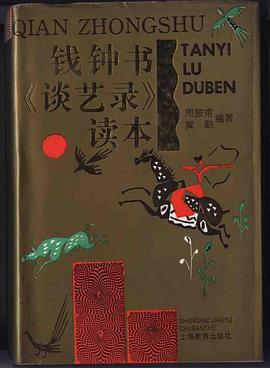 QIAN ZHONGSHU
钱钟书
《谈艺录》
读本
TANYI
LU
DUBEN
周振甫
冀勤
编著
SHANGHAI JIAOYU
CHUBANSHE
上海教育出版社